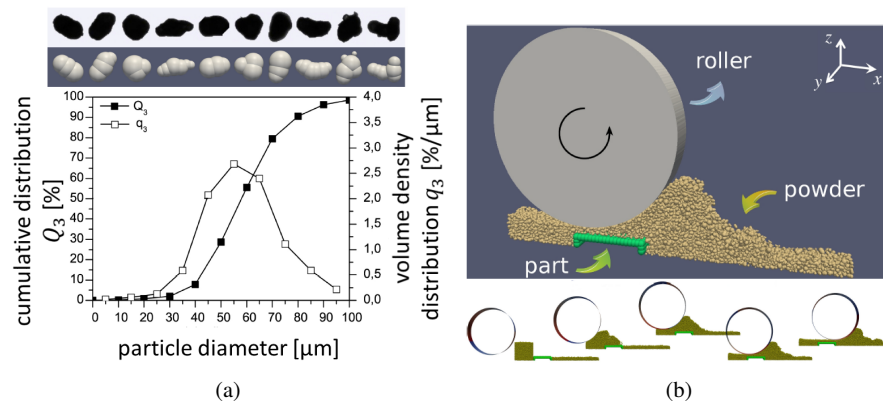 cumulative distribution
Q₃ [%]
100
90
80
70
60
50
40
30
20
10
0
Q₃
q₃
4,0
3,5
3,0
2,5
2,0
1,5
1,0
0,5
0,0
volume density
distribution q₃ [%/μm]
0 10 20 30 40 50 60 70 80 90 100
particle diameter [μm]
(a)
roller
z
y
x
powder
part
(b)